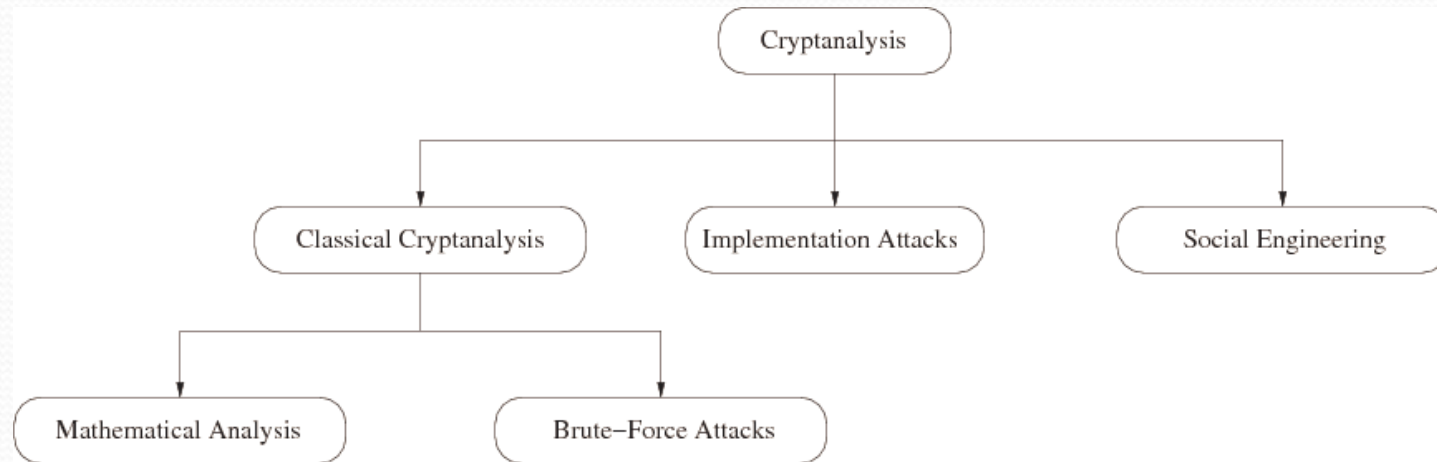 Cryptanalysis
Classical Cryptanalysis
Implementation Attacks
Social Engineering
Mathematical Analysis
Brute−Force Attacks